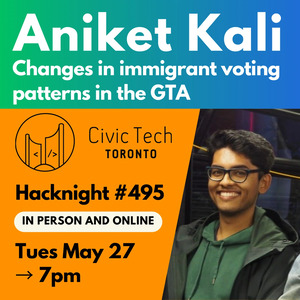 Aniket Kali
Changes in immigrant voting
patterns in the GTA
</>
Civic Tech
TORONTO
Hacknight #495
IN PERSON AND ONLINE
Tues May 27
→ 7pm